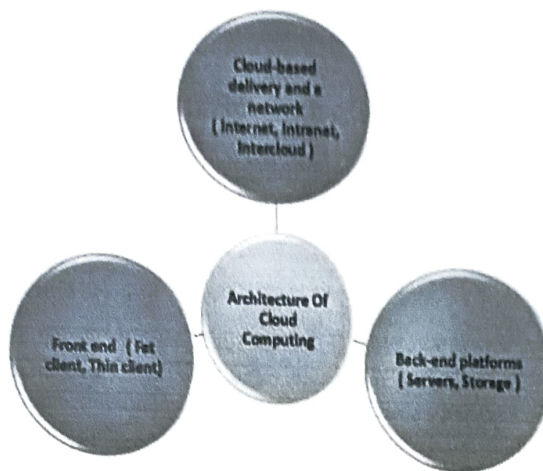 Cloud-based
delivery and a
network
( Internet, Intranet,
Intercloud )
Architecture Of
Cloud
Computing
Front end ( Fat
client, Thin client)
Back-end platforms
( Servers, Storage )